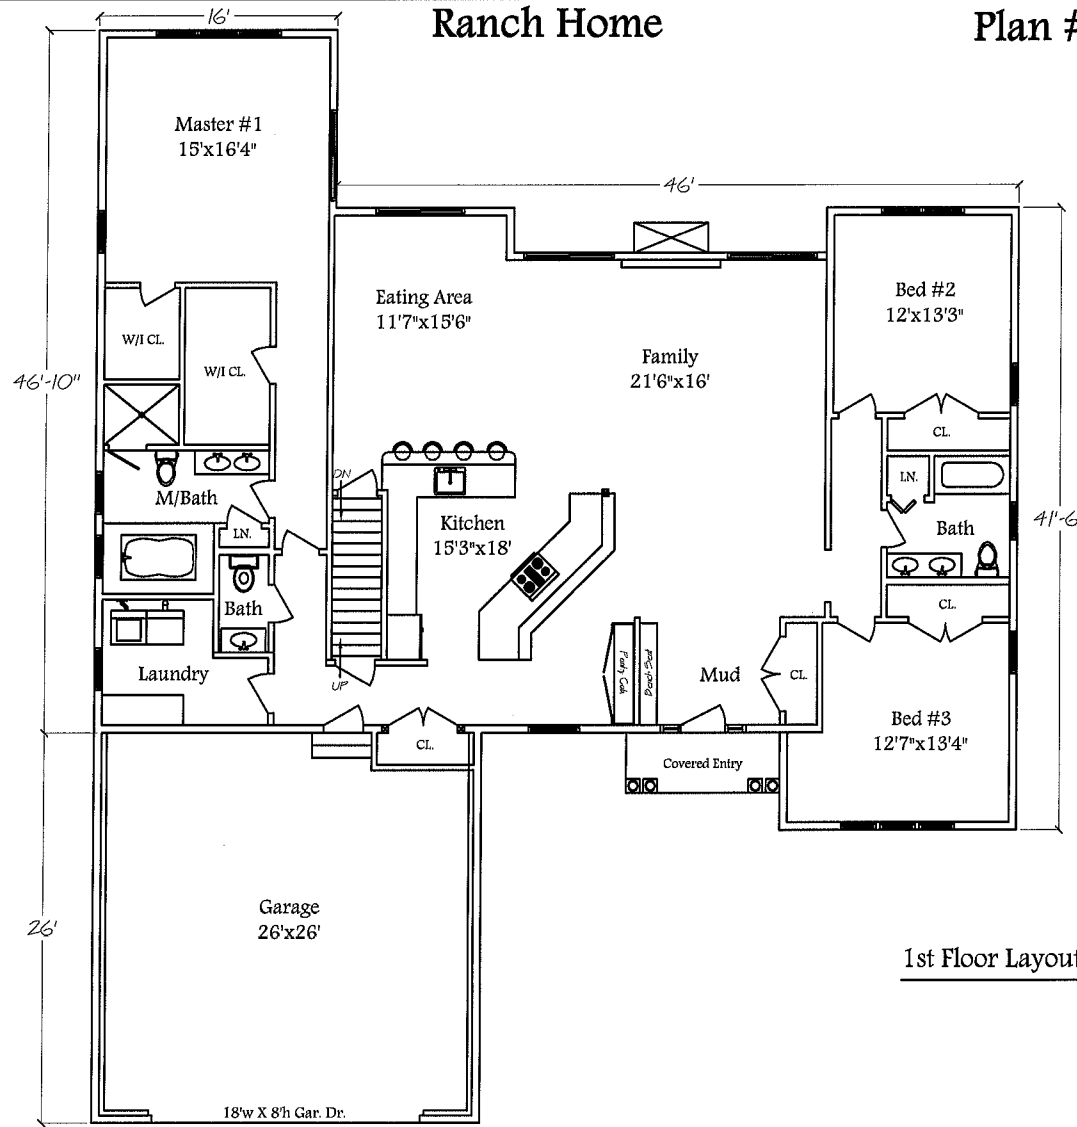 16'
Ranch Home
Plan #
Master #1
15'x16'4"
46'
Eating Area
11'7"x15'6"
Bed #2
12'x13'3"
W/I CL.
W/I CL.
Family
21'6"x16'
46'-10"
CL.
DN
LN.
M/Bath
Kitchen
15'3"x18'
LN.
Bath
41'-6
Bath
CL.
Laundry
UP
Bench Seat
Mud
CL.
Bed #3
12'7"x13'4"
CL.
Covered Entry
Garage
26'x26'
26'
1st Floor Layout
18'w X 8'h Gar. Dr.